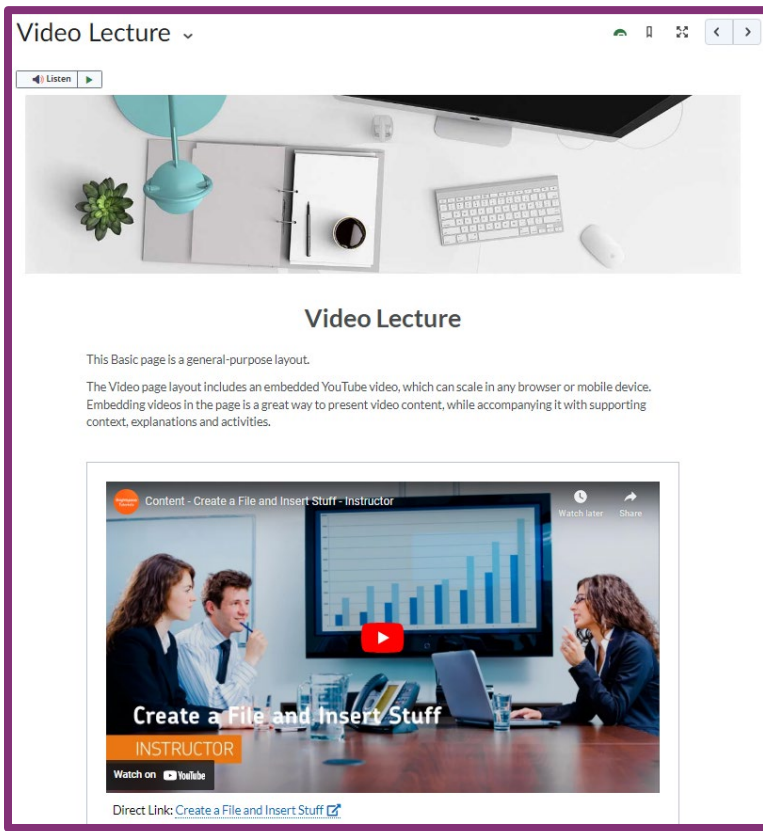 Video Lecture
Listen
Video Lecture
This Basic page is a general-purpose layout.
The Video page layout includes an embedded YouTube video, which can scale in any browser or mobile device.
Embedding videos in the page is a great way to present video content, while accompanying it with supporting
context, explanations and activities.
Content - Create a File and Insert Stuff - Instructor
Watch later
Share
Create a File and Insert Stuff
INSTRUCTOR
Watch on YouTube
Direct Link: Create a File and Insert Stuff